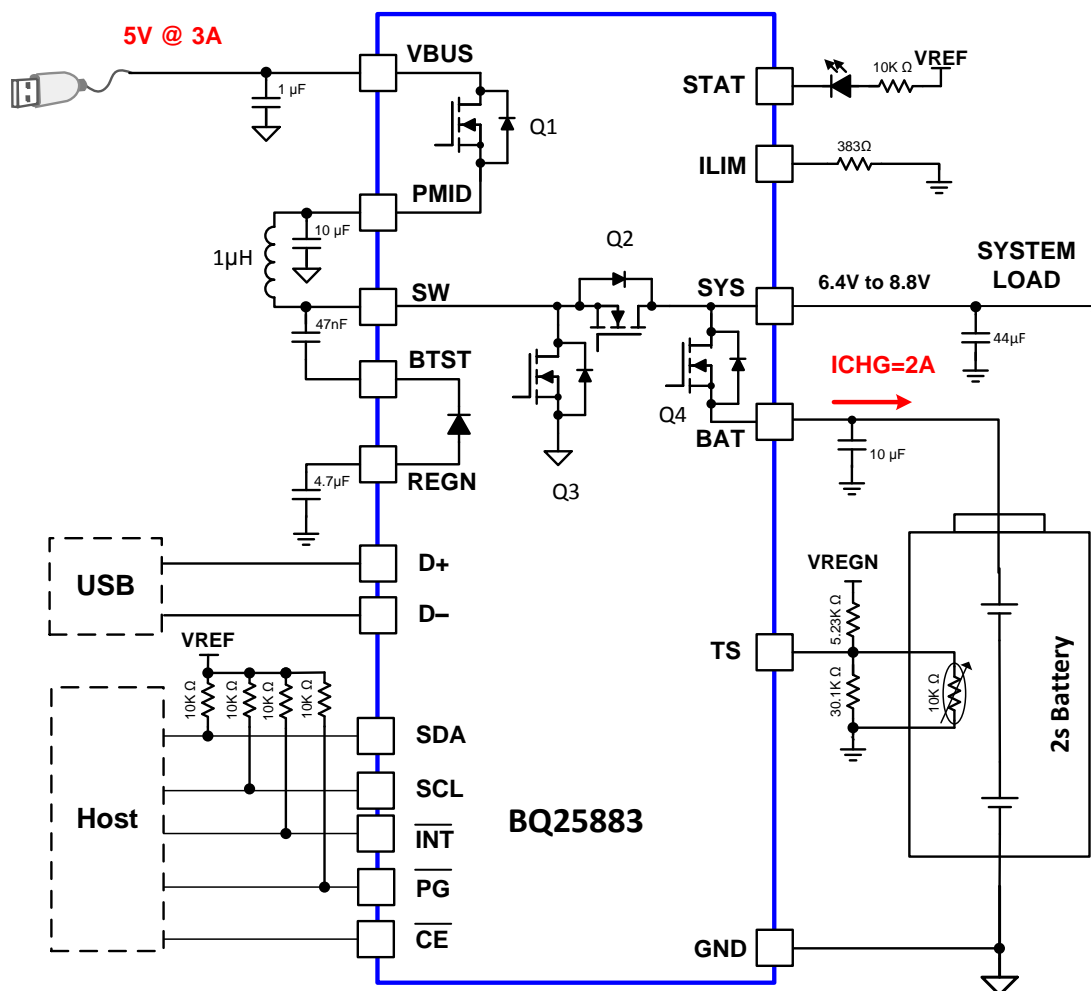 5V @ 3A
VBUS
1 µF
Q1
PMID
10 µF
1µH
SW
47nF
BTST
REGN
4.7µF
USB
D+
D–
VREF
10K Ω
10K Ω
10K Ω
10K Ω
Host
SDA
SCL
INT
PG
CE
BQ25883
STAT
10K Ω
VREF
ILIM
383Ω
Q2
SYS
6.4V to 8.8V
SYSTEM
LOAD
44µF
Q3
Q4
ICHG=2A
BAT
10 µF
VREGN
5.23K Ω
TS
30.1K Ω
10K Ω
2s Battery
GND